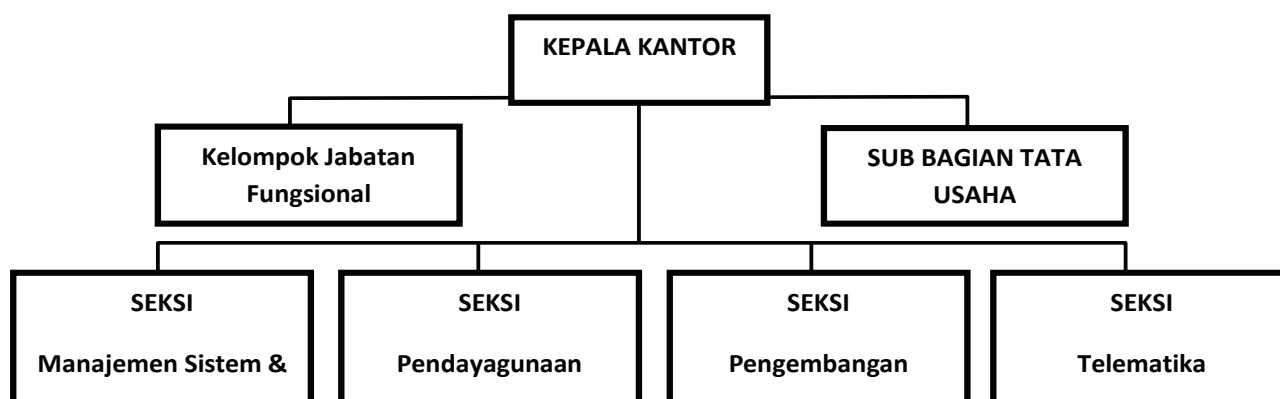 KEPALA KANTOR
Kelompok Jabatan
Fungsional
SUB BAGIAN TATA
USAHA
SEKSI
Manajemen Sistem &
SEKSI
Pendayagunaan
SEKSI
Pengembangan
SEKSI
Telematika